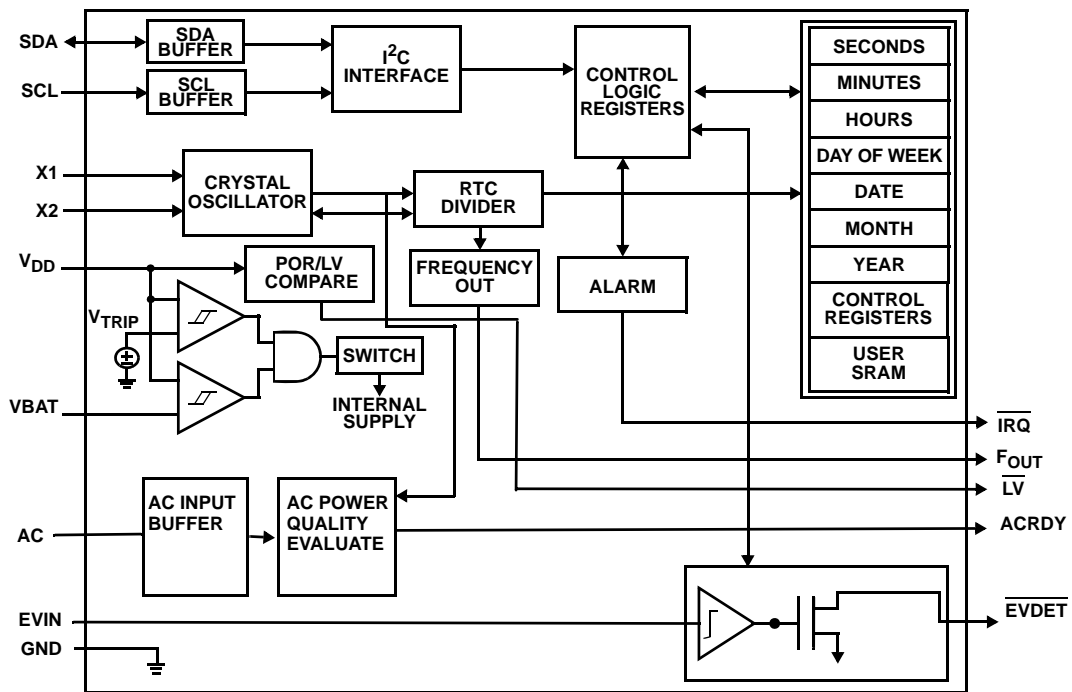 SDA
SDA
BUFFER
SCL
SCL
BUFFER
I²C
INTERFACE
CONTROL
LOGIC
REGISTERS
SECONDS
MINUTES
HOURS
DAY OF WEEK
DATE
MONTH
YEAR
CONTROL
REGISTERS
USER
SRAM
X1
X2
CRYSTAL
OSCILLATOR
RTC
DIVIDER
FREQUENCY
OUT
ALARM
VDD
POR/LV
COMPARE
VTRIP
SWITCH
INTERNAL
SUPPLY
VBAT
IRQ
FOUT
LV
AC
AC INPUT
BUFFER
AC POWER
QUALITY
EVALUATE
ACRDY
EVIN
EVDET
GND